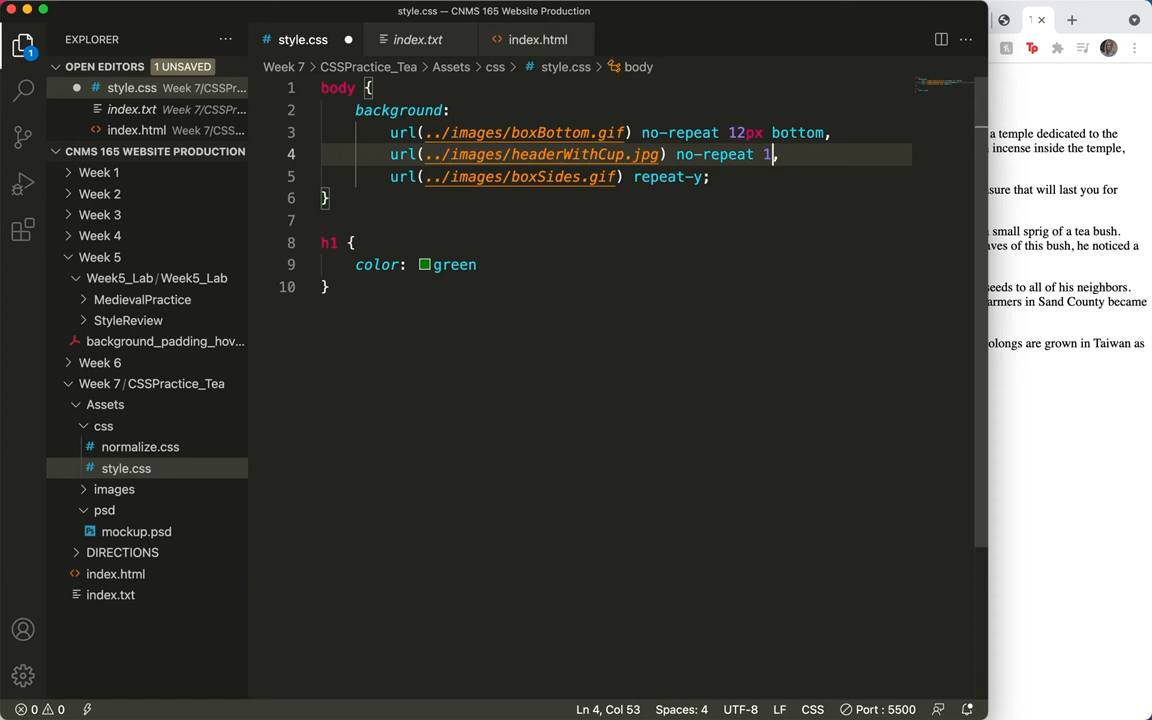 style.css — CNMS 165 Website Production
EXPLORER
OPEN EDITORS 1 UNSAVED
style.css Week 7/CSSPr...
index.txt Week 7/CSSPr...
index.html Week 7/CSS...
CNMS 165 WEBSITE PRODUCTION
Week 1
Week 2
Week 3
Week 4
Week 5
Week5_Lab / Week5_Lab
MedievalPractice
StyleReview
background_padding_hov...
Week 6
Week 7 / CSSPractice_Tea
Assets
css
normalize.css
style.css
images
psd
mockup.psd
DIRECTIONS
index.html
index.txt
style.css
index.txt
index.html
Week 7 > CSSPractice_Tea > Assets > css > style.css > body
1 body {
2 background:
3 url(../images/boxBottom.gif) no-repeat 12px bottom,
4 url(../images/headerWithCup.jpg) no-repeat 1,
5 url(../images/boxSides.gif) repeat-y;
6 }
7
8 h1 {
9 color: green
10 }
a temple dedicated to the
incense inside the temple,
sure that will last you for
small sprig of a tea bush.
aves of this bush, he noticed a
seeds to all of his neighbors.
armers in Sand County became
olongs are grown in Taiwan as
0 0
Ln 4, Col 53
Spaces: 4
UTF-8
LF
CSS
Port : 5500